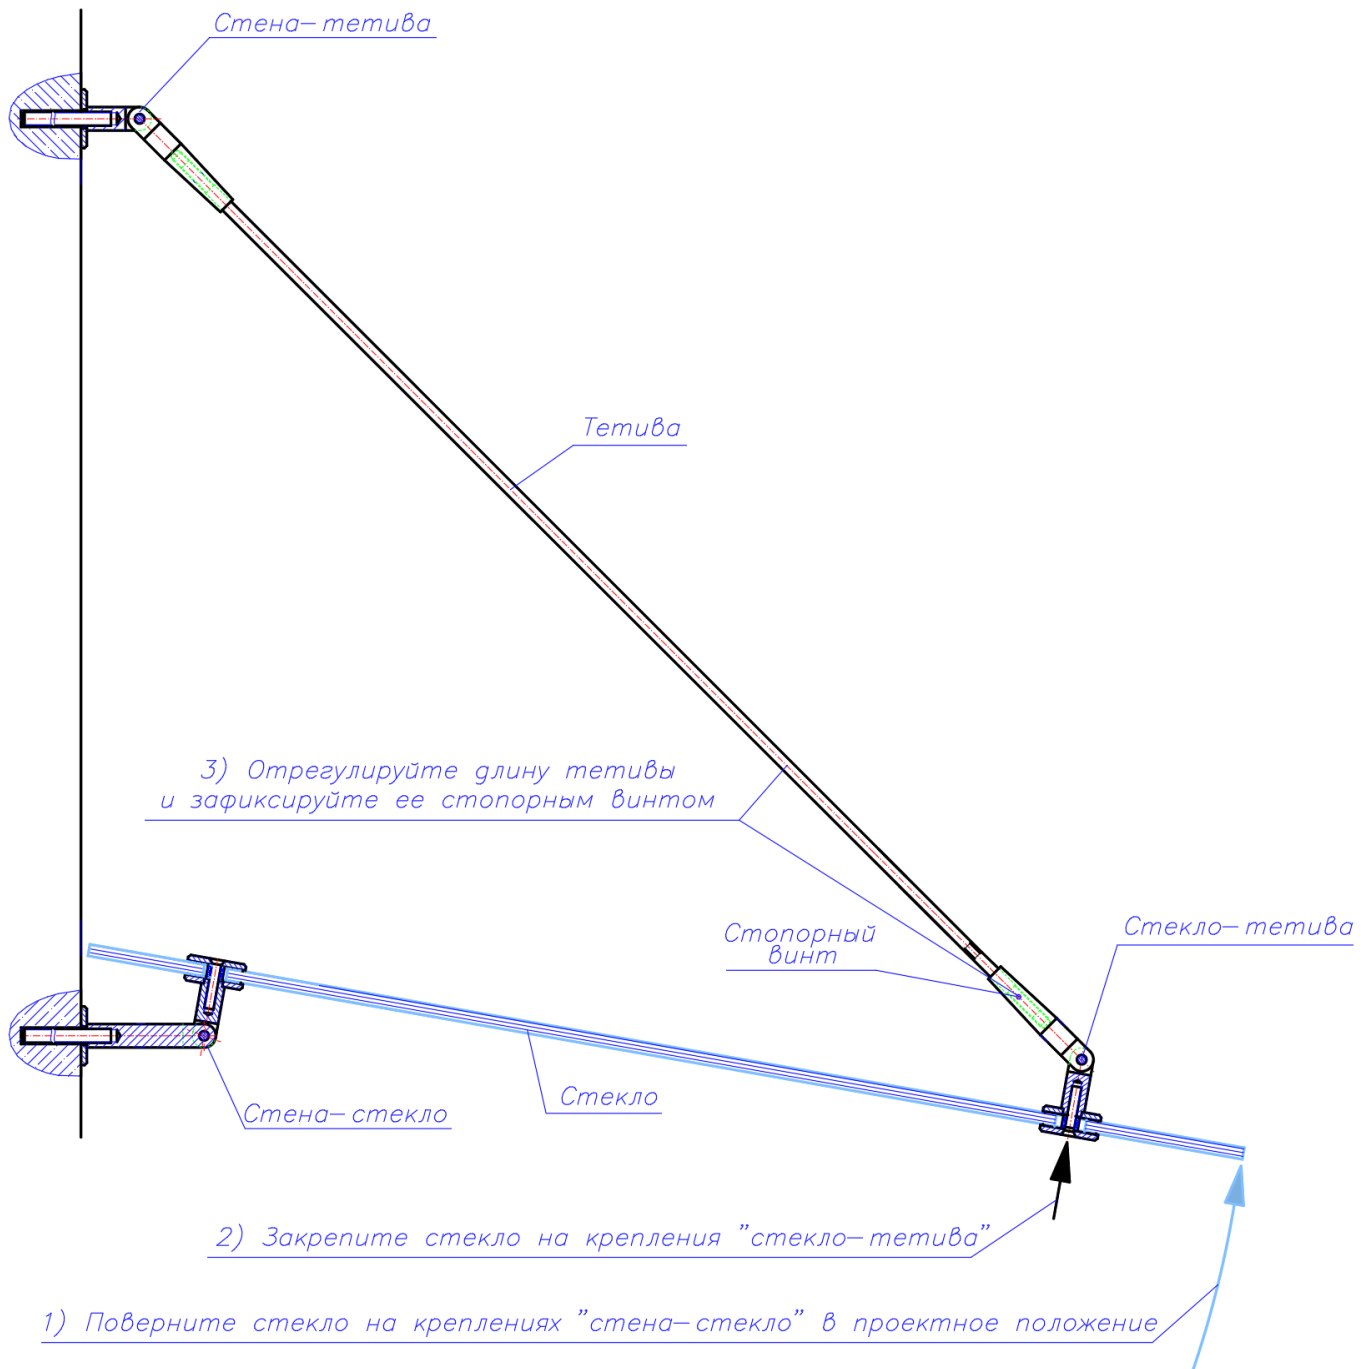 Стена-тетива
Тетива
3) Отрегулируйте длину тетивы
и зафиксируйте ее стопорным винтом
Стопорный
винт
Стекло-тетива
Стекло
Стена-стекло
2) Закрепите стекло на крепления "стекло-тетива"
1) Поверните стекло на креплениях "стена-стекло" в проектное положение